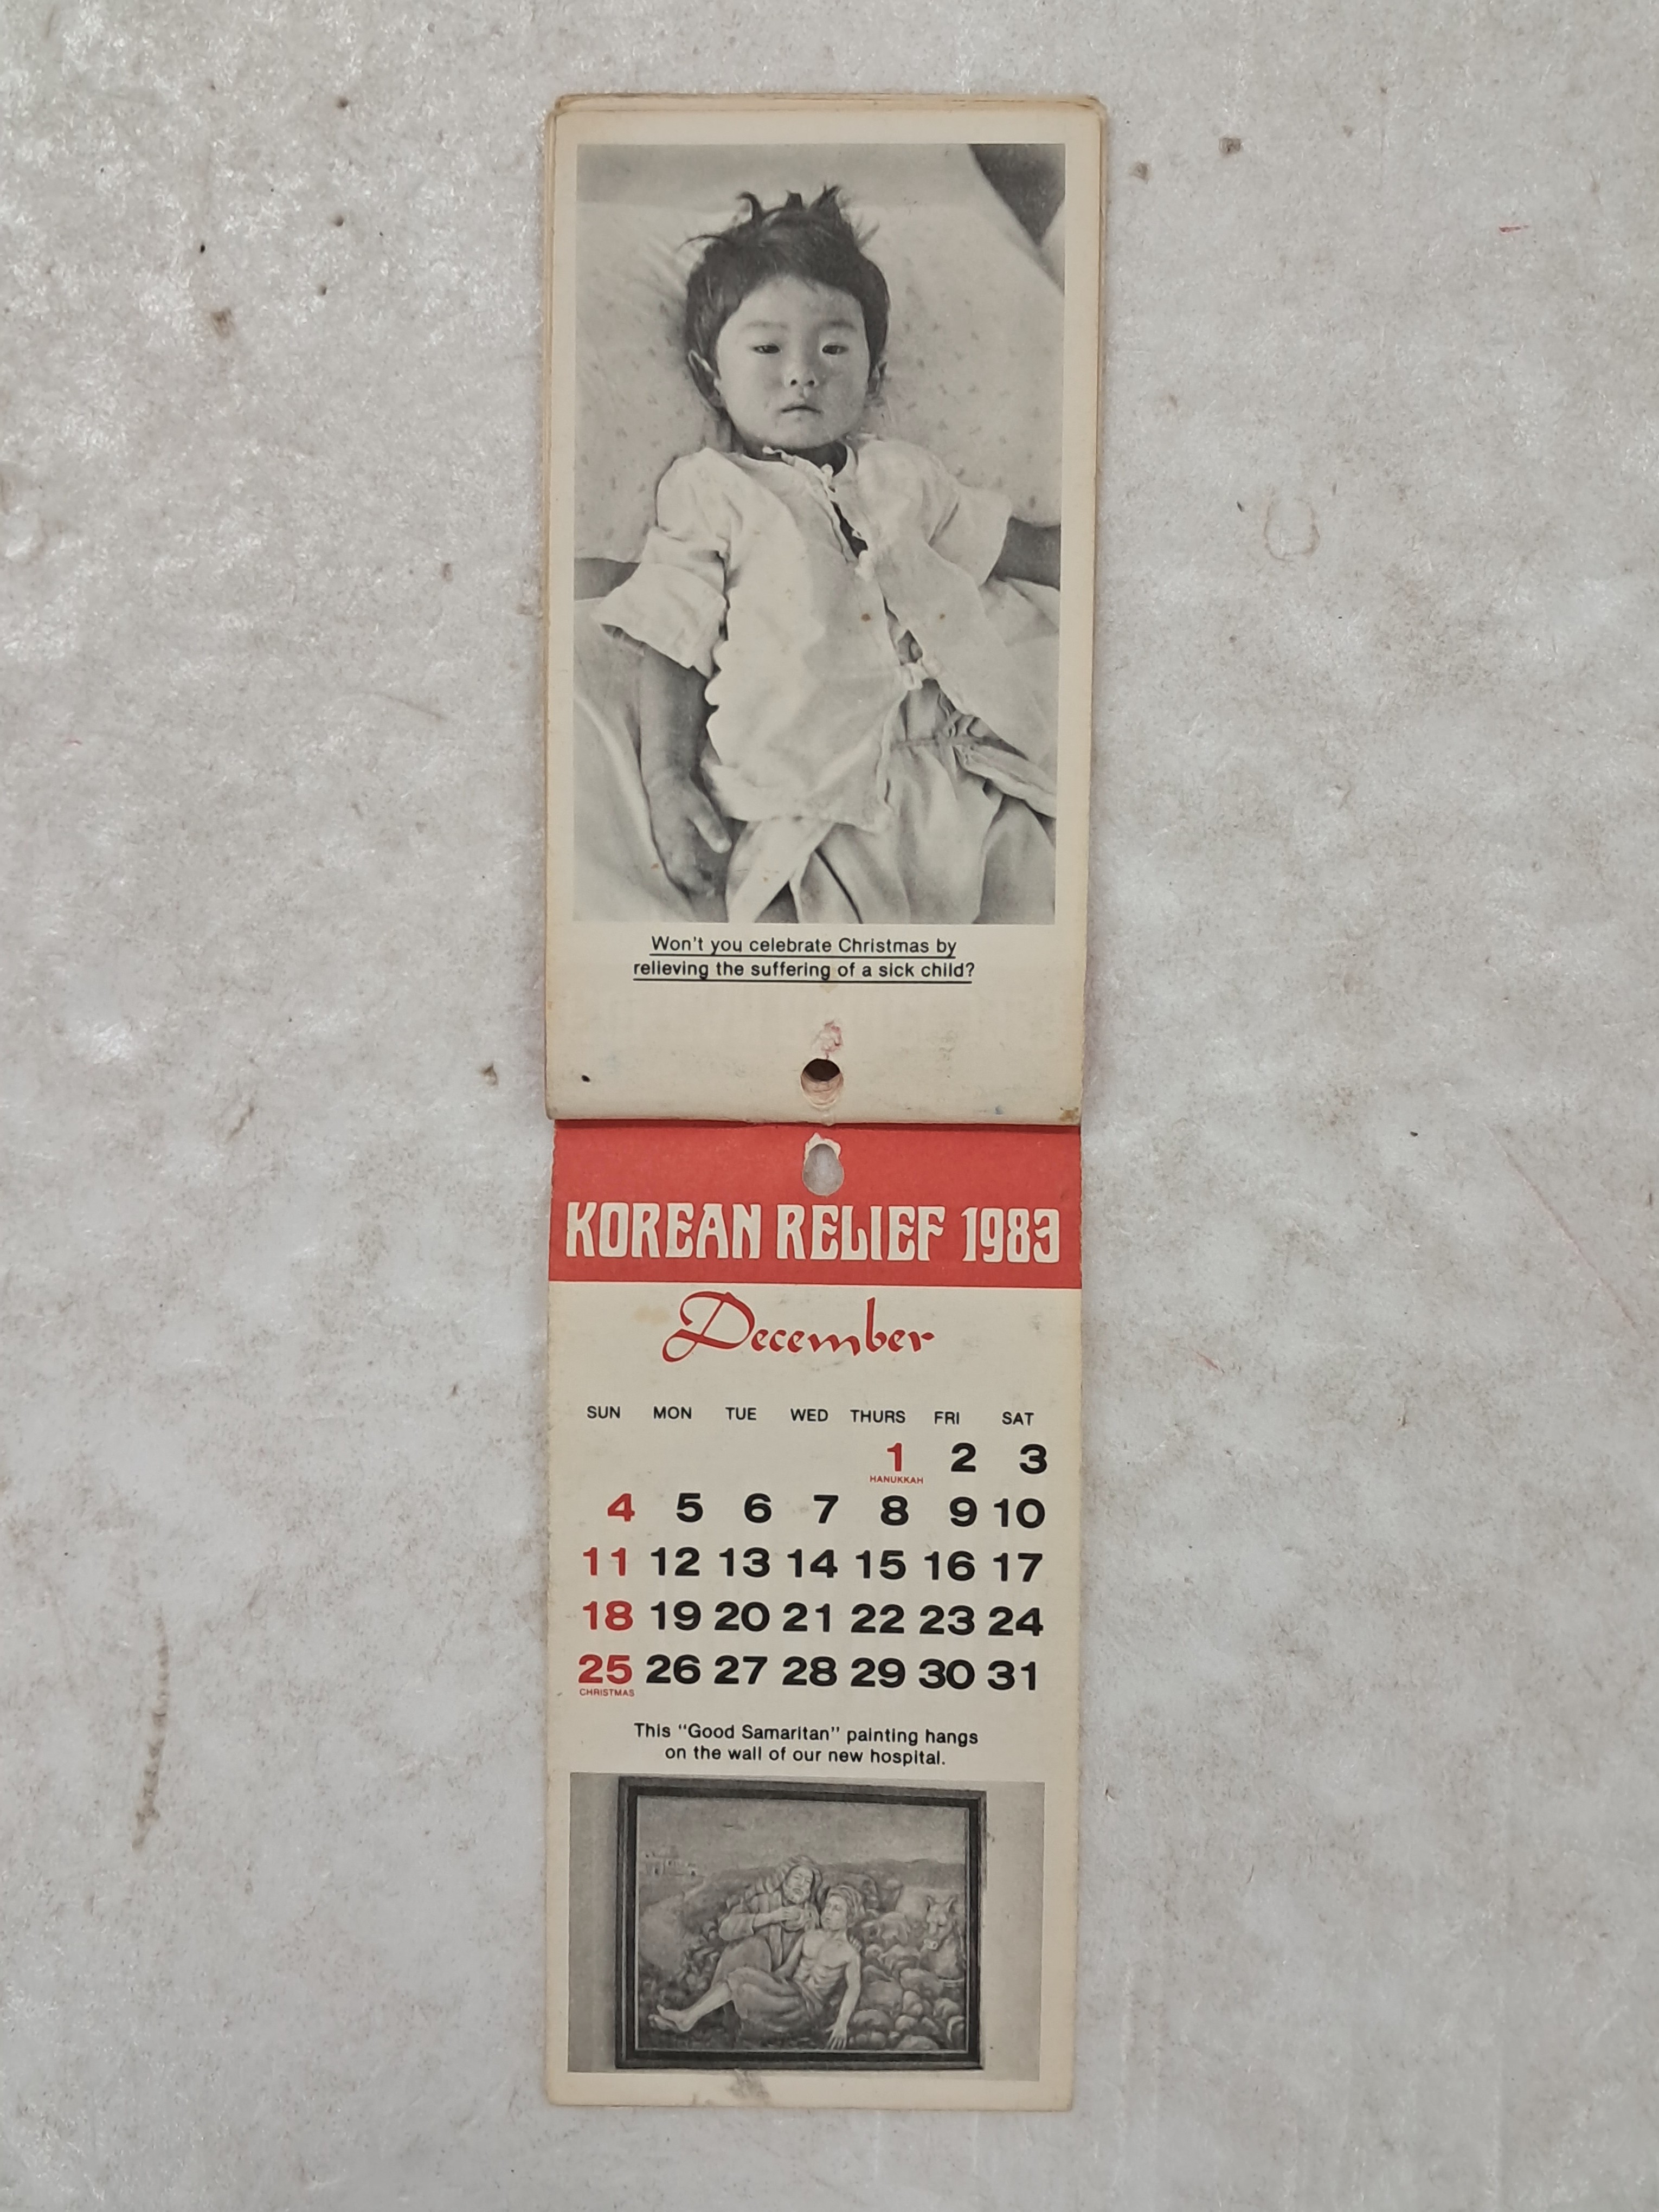 Won't you celebrate Christmas by
relieving the suffering of a sick child?
KOREAN RELIEF 1983
December
SUN MON TUE WED THURS FRI SAT
1 2 3
HANUKKAH
4 5 6 7 8 9 10
11 12 13 14 15 16 17
18 19 20 21 22 23 24
25 26 27 28 29 30 31
CHRISTMAS
This "Good Samaritan" painting hangs
on the wall of our new hospital.